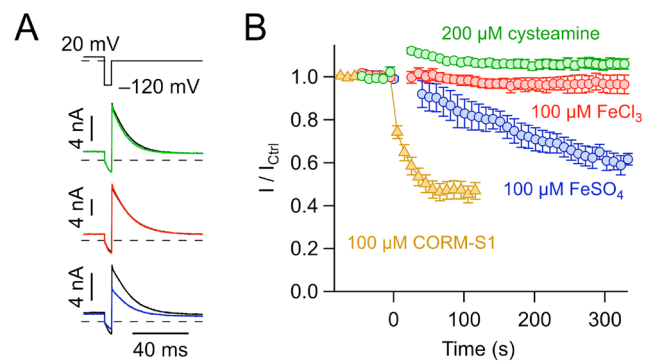 A
20 mV
–120 mV
4 nA
4 nA
4 nA
40 ms
B
200 µM cysteamine
100 µM FeCl3
100 µM FeSO4
100 µM CORM-S1
I / ICtrl
1.0
0.8
0.6
0.4
0.2
0.0
0
100
200
300
Time (s)